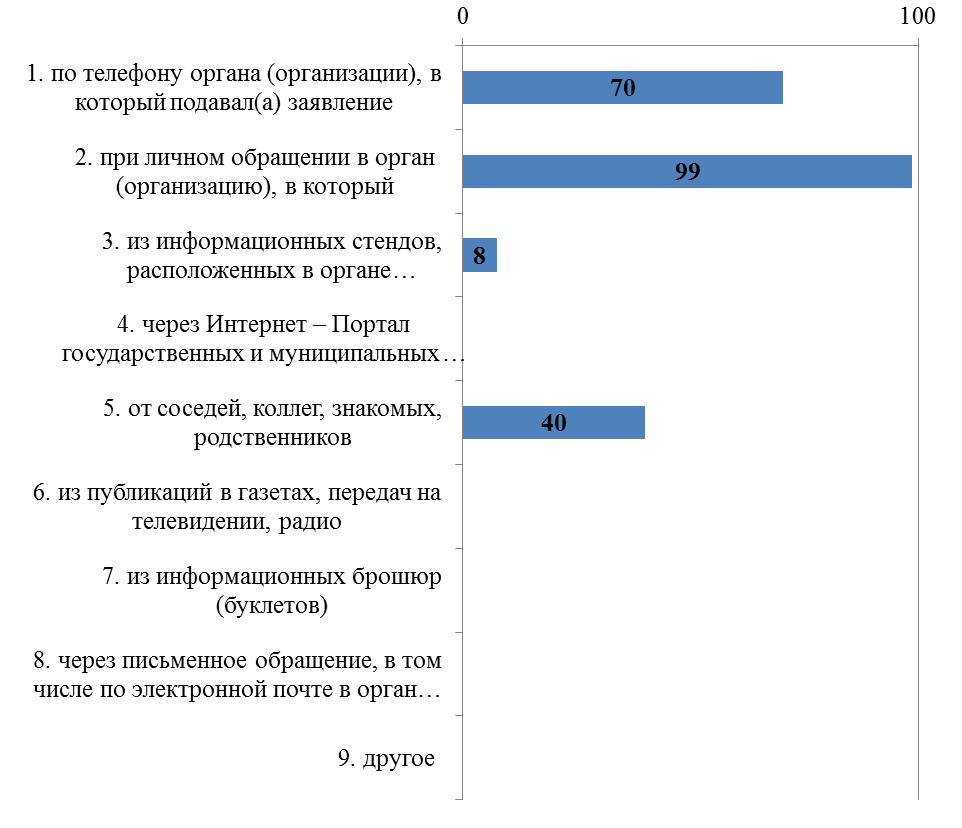 0 100
1. по телефону органа (организации), в
который подавал(а) заявление
70
2. при личном обращении в орган
(организацию), в который
99
3. из информационных стендов,
расположенных в органе…
8
4. через Интернет – Портал
государственных и муниципальных…
5. от соседей, коллег, знакомых,
родственников
40
6. из публикаций в газетах, передач на
телевидении, радио
7. из информационных брошюр
(буклетов)
8. через письменное обращение, в том
числе по электронной почте в орган…
9. другое